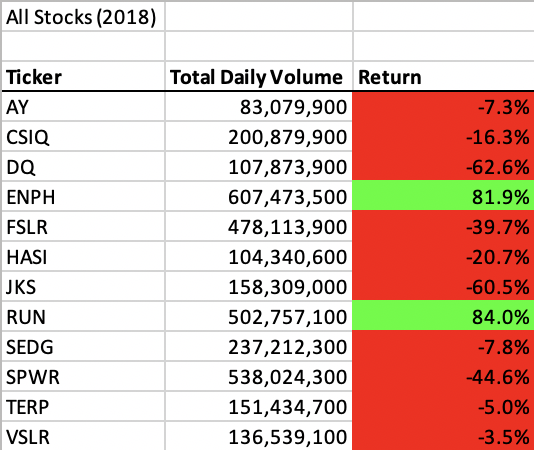 All Stocks (2018)
Ticker Total Daily Volume Return
AY 83,079,900 -7.3%
CSIQ 200,879,900 -16.3%
DQ 107,873,900 -62.6%
ENPH 607,473,500 81.9%
FSLR 478,113,900 -39.7%
HASI 104,340,600 -20.7%
JKS 158,309,000 -60.5%
RUN 502,757,100 84.0%
SEDG 237,212,300 -7.8%
SPWR 538,024,300 -44.6%
TERP 151,434,700 -5.0%
VSLR 136,539,100 -3.5%